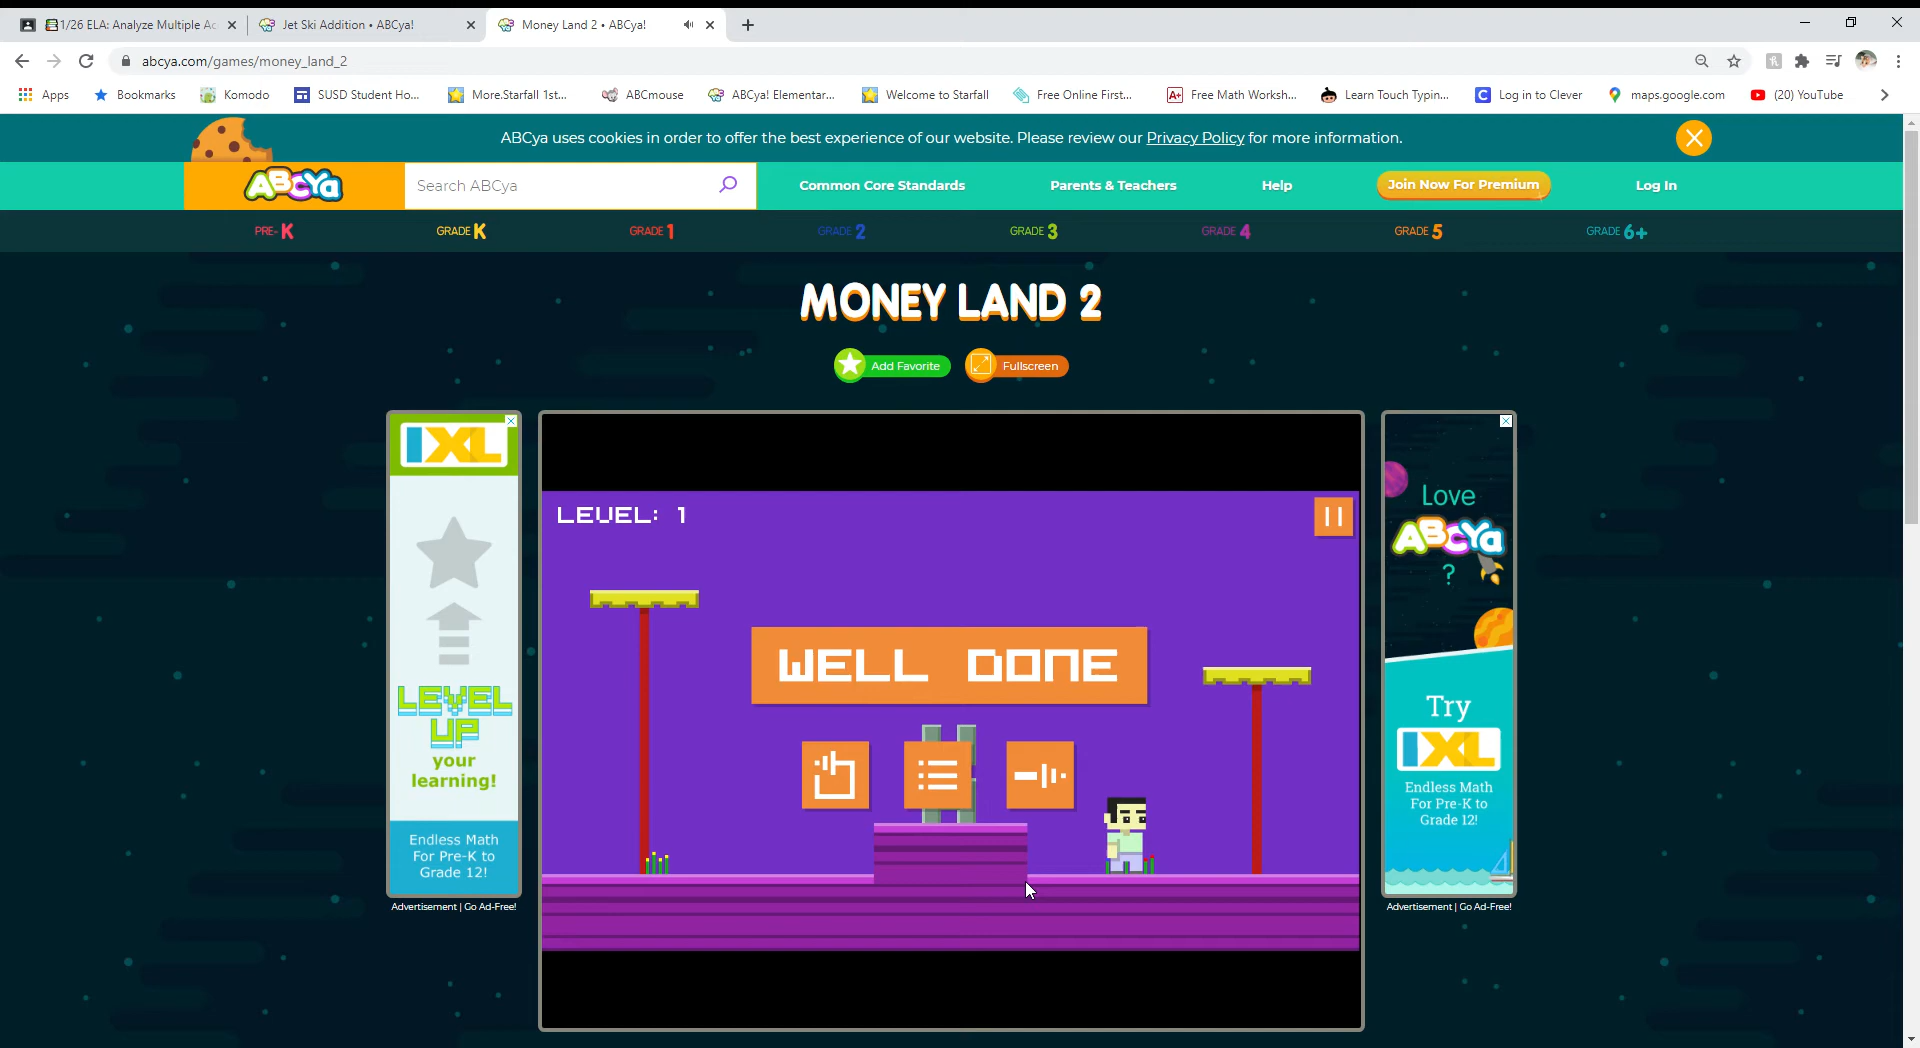 1/26 ELA: Analyze Multiple Ac
Jet Ski Addition • ABCya!
Money Land 2 • ABCya!
abcya.com/games/money_land_2
Apps
Bookmarks
Komodo
SUSD Student Ho...
More.Starfall 1st...
ABCmouse
ABCya! Elementar...
Welcome to Starfall
Free Online First...
Free Math Worksh...
Learn Touch Typin...
Log in to Clever
maps.google.com
(20) YouTube
ABCya uses cookies in order to offer the best experience of our website. Please review our Privacy Policy for more information.
ABCYa
Search ABCya
Common Core Standards
Parents & Teachers
Help
Join Now For Premium
Log In
PRE-K
GRADE K
GRADE 1
GRADE 2
GRADE 3
GRADE 4
GRADE 5
GRADE 6+
MONEY LAND 2
Add Favorite
Fullscreen
IXL
LEVEL
UP
your
learning!
Endless Math
For Pre-K to
Grade 12!
Advertisement | Go Ad-Free!
LEVEL: 1
WELL DONE
Love
ABCYa
?
Try
IXL
Endless Math
For Pre-K to
Grade 12!
Advertisement | Go Ad-Free!